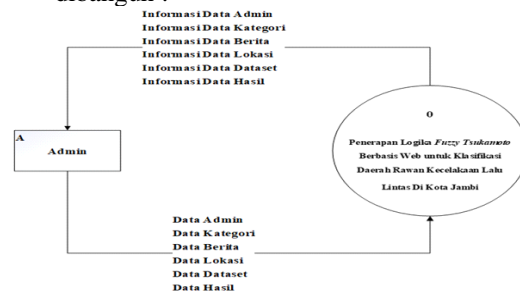 dibangun :
Informasi Data Admin
Informasi Data Kategori
Informasi Data Berita
Informasi Data Lokasi
Informasi Data Dataset
Informasi Data Hasil
A
Admin
0
Penerapan Logika Fuzzy Tsukamoto
Berbasis Web untuk Klasifikasi
Daerah Rawan Kecelakaan Lalu
Lintas Di Kota Jambi
Data Admin
Data Kategori
Data Berita
Data Lokasi
Data Dataset
Data Hasil